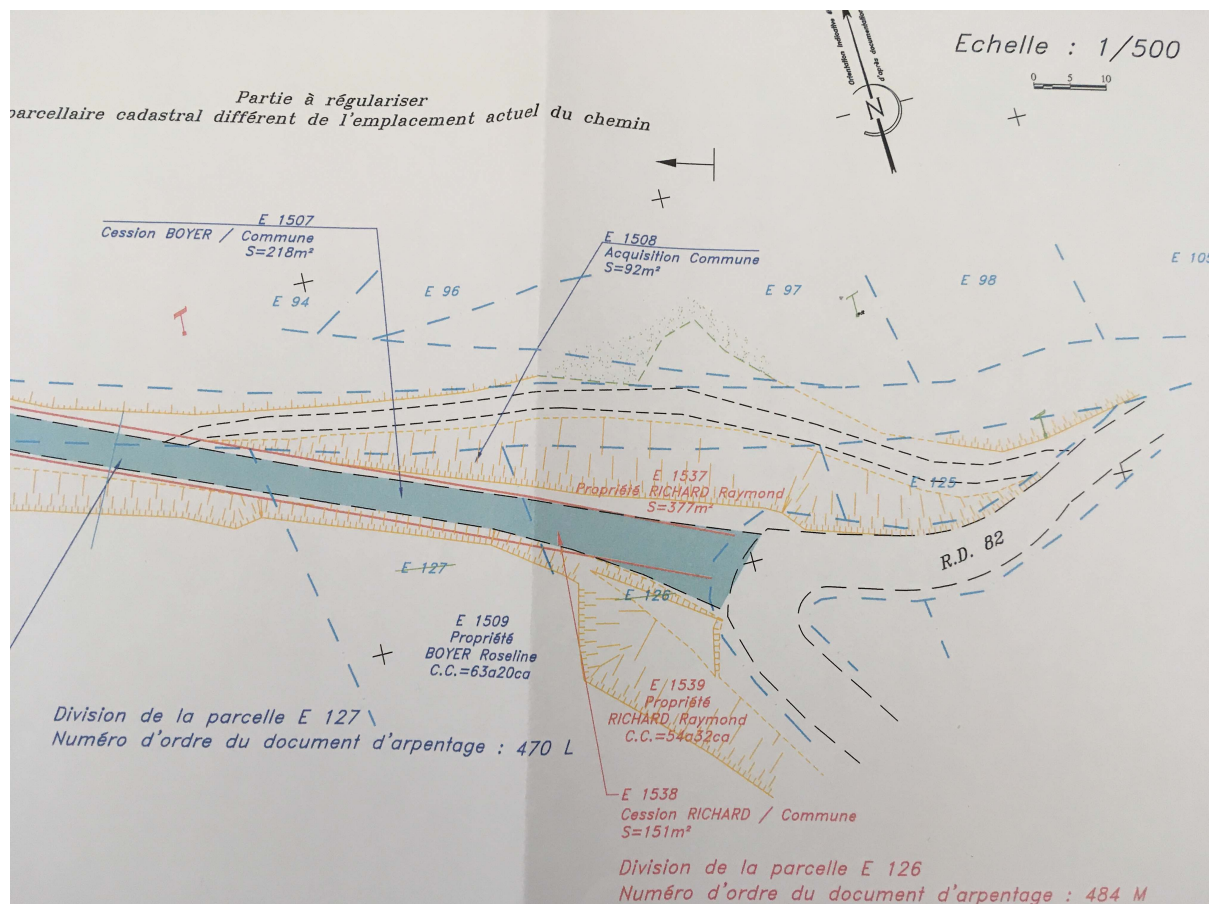 Echelle : 1/500
0 5 10
Orientation indicative
d'après documentation
N
Partie à régulariser
parcellaire cadastral différent de l'emplacement actuel du chemin
E 1507
Cession BOYER / Commune
S=218m²
E 1508
Acquisition Commune
S=92m²
E 94
E 96
E 97
E 98
E 105
E 1537
Propriété RICHARD Raymond
S=377m²
E 125
R.D. 82
E 127
E 126
E 1509
Propriété
BOYER Roseline
C.C.=63a20ca
E 1539
Propriété
RICHARD Raymond
C.C.=54a32ca
Division de la parcelle E 127
Numéro d'ordre du document d'arpentage : 470 L
E 1538
Cession RICHARD / Commune
S=151m²
Division de la parcelle E 126
Numéro d'ordre du document d'arpentage : 484 M